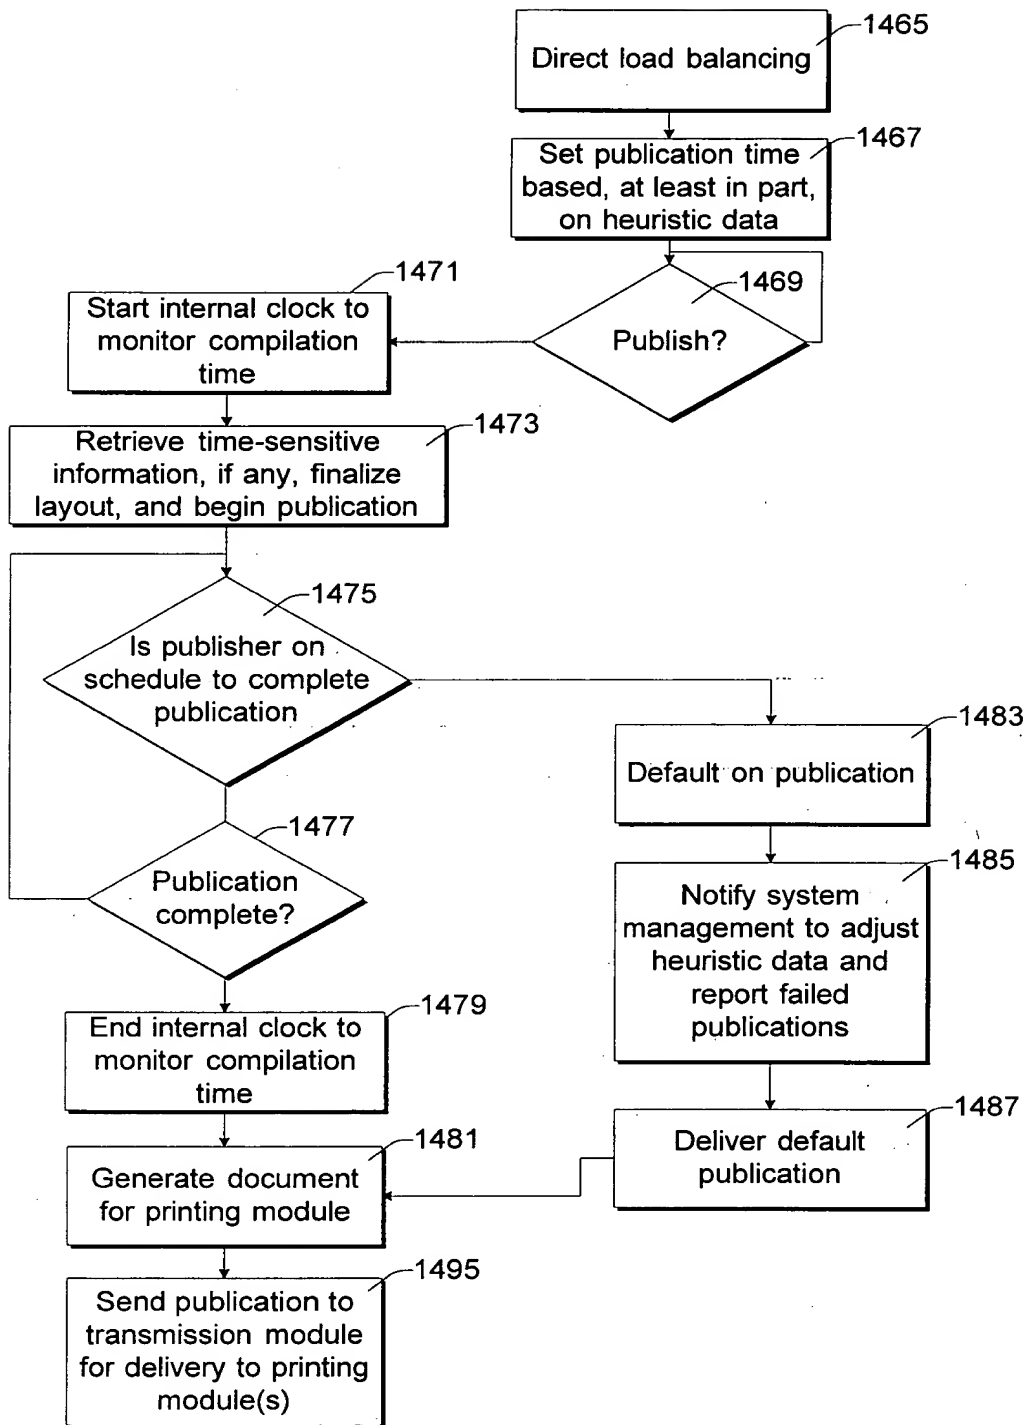 1465
Direct load balancing
1467
Set publication time
based, at least in part,
on heuristic data
1469
Publish?
1471
Start internal clock to
monitor compilation
time
1473
Retrieve time-sensitive
information, if any, finalize
layout, and begin publication
1475
Is publisher on
schedule to complete
publication
1477
Publication
complete?
1479
End internal clock to
monitor compilation
time
1481
Generate document
for printing module
1495
Send publication to
transmission module
for delivery to printing
module(s)
1483
Default on publication
1485
Notify system
management to adjust
heuristic data and
report failed
publications
1487
Deliver default
publication